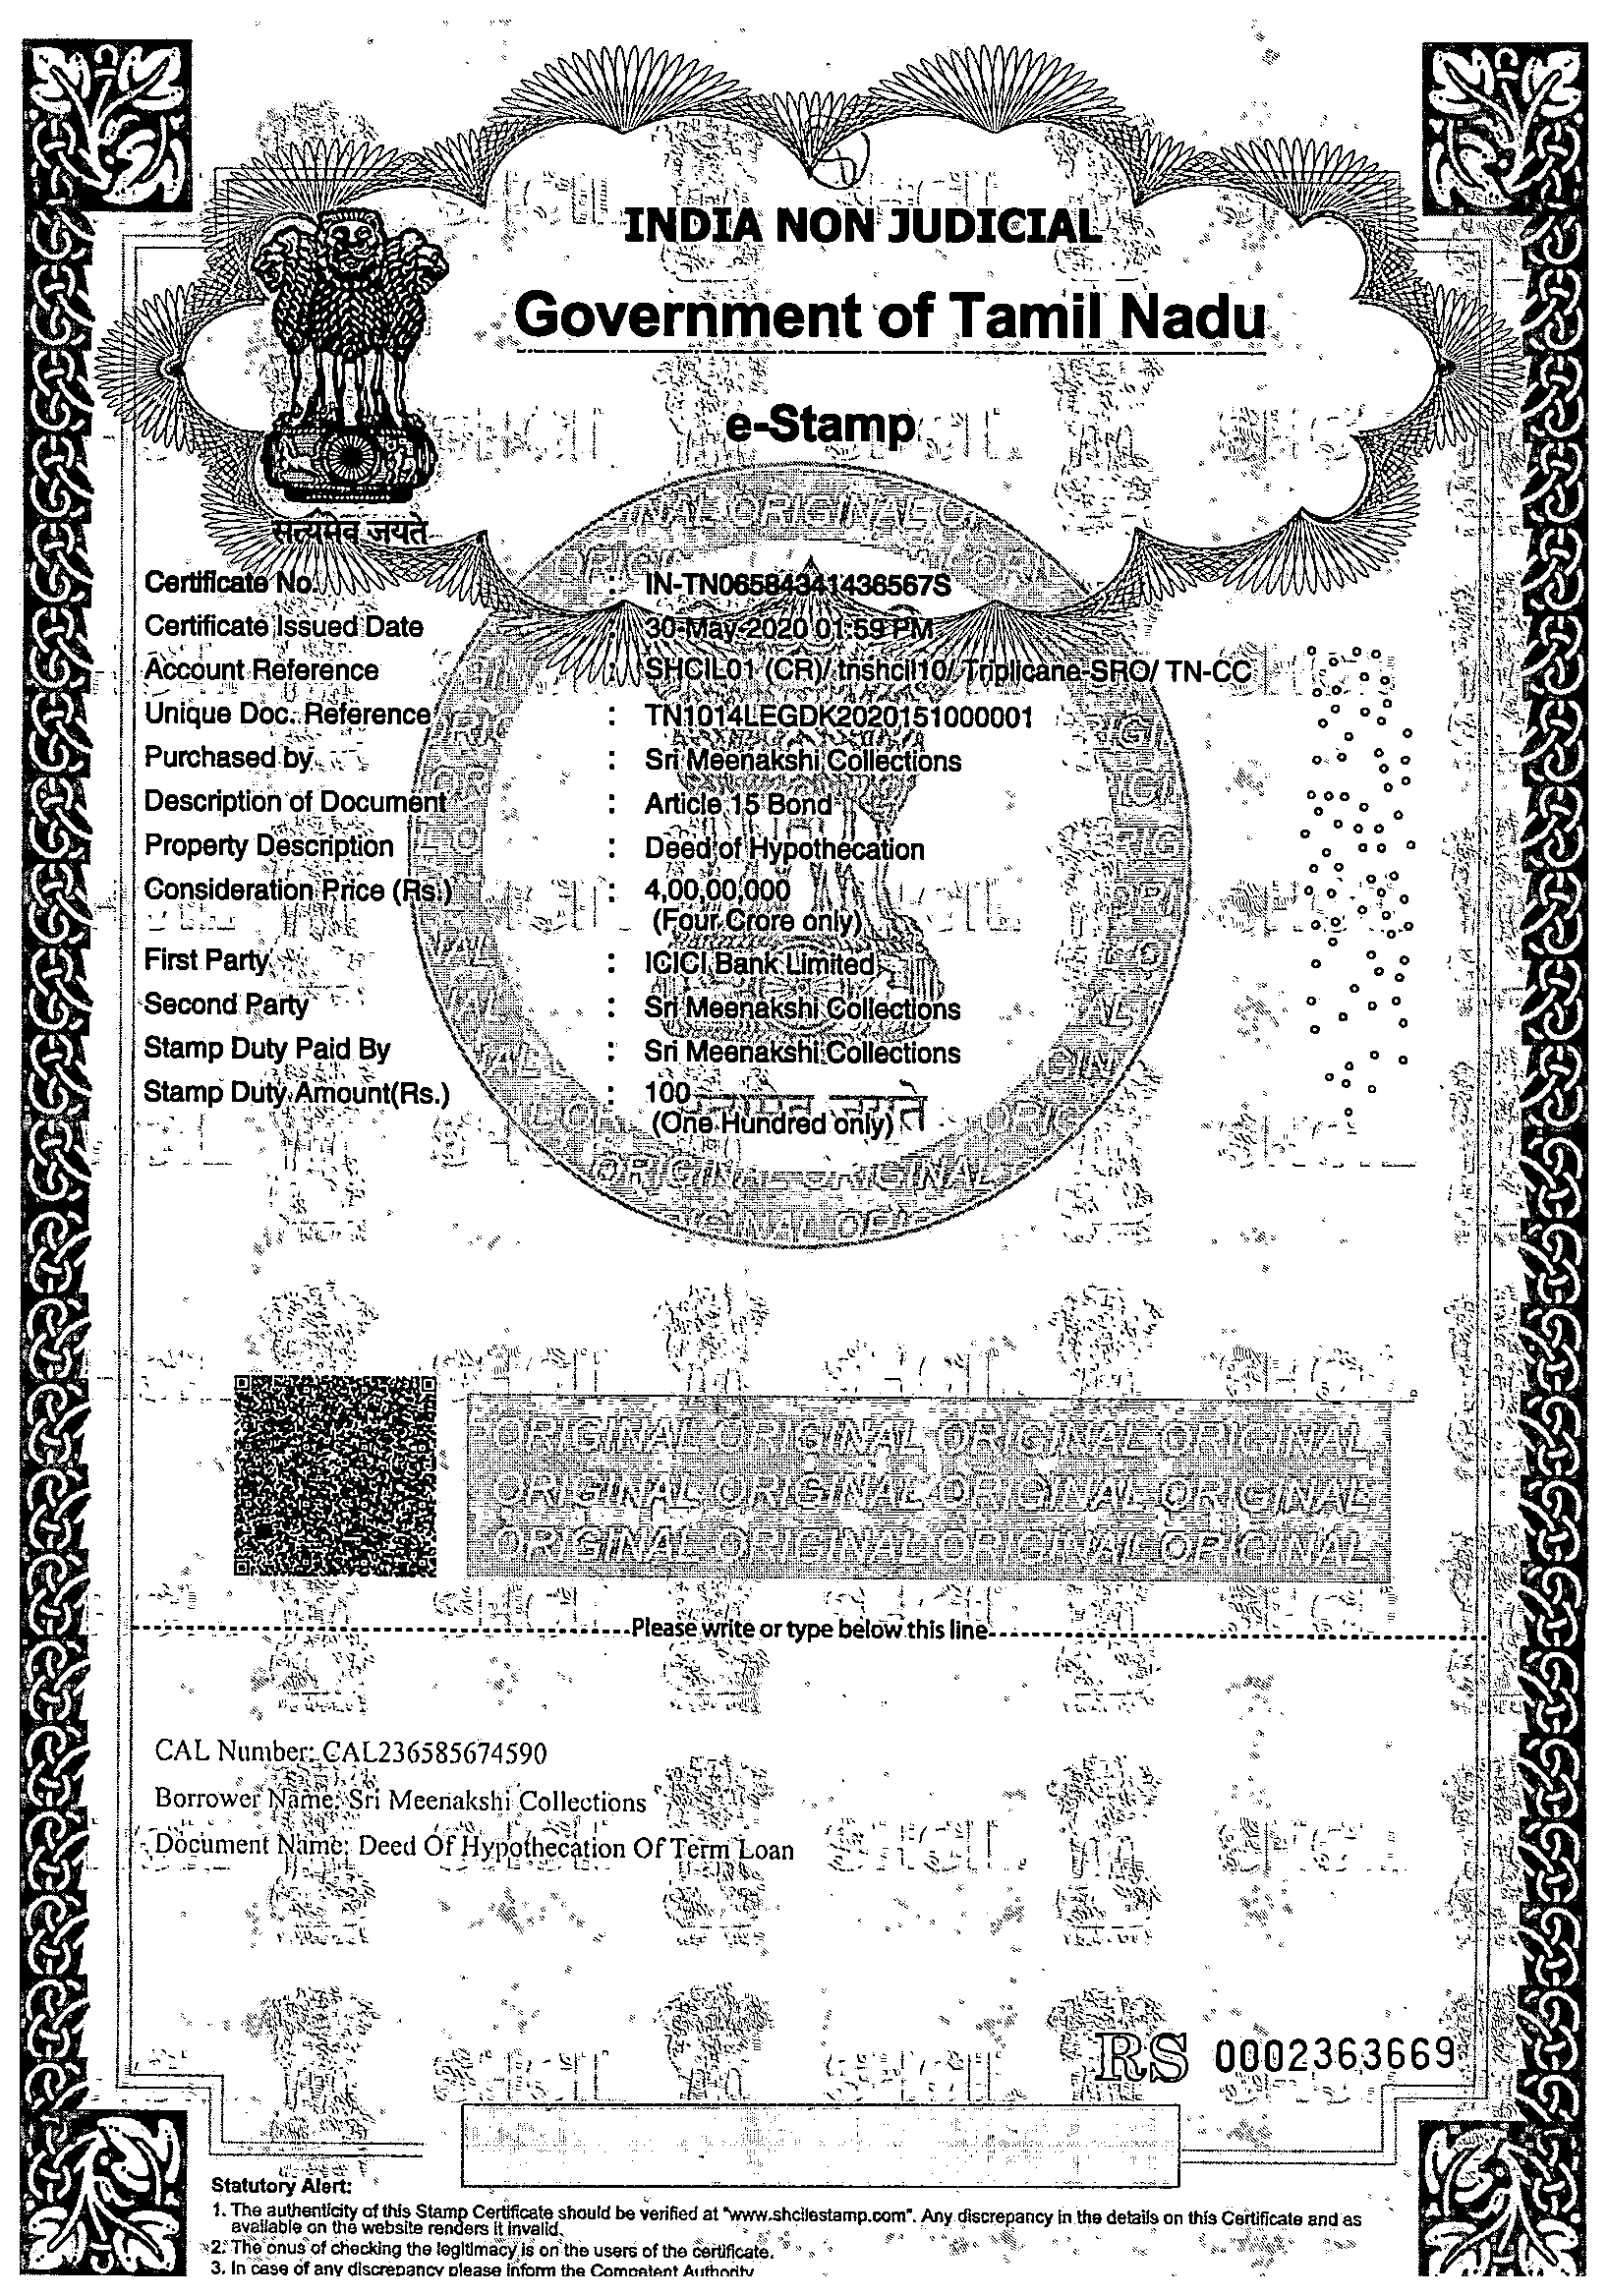 INDIA NON JUDICIAL
Government of Tamil Nadu
e-Stamp
सत्यमेव जयते
Certificate No. : IN-TN06584341436567S
Certificate Issued Date : 30-May-2020 01:59 PM
Account Reference : SHCIL01 (CR)/ tnshcil10/ Triplicane-SRO/ TN-CC
Unique Doc. Reference : TN1014LEGDK2020151000001
Purchased by : Sri Meenakshi Collections
Description of Document : Article 15 Bond
Property Description : Deed of Hypothecation
Consideration Price (Rs.) : 4,00,00,000
(Four Crore only)
First Party : ICICI Bank Limited
Second Party : Sri Meenakshi Collections
Stamp Duty Paid By : Sri Meenakshi Collections
Stamp Duty Amount(Rs.) : 100
(One Hundred only)
ORIGINAL ORIGINAL ORIGINAL ORIGINAL
ORIGINAL ORIGINAL ORIGINAL ORIGINAL
ORIGINAL ORIGINAL ORIGINAL ORIGINAL
Please write or type below this line
CAL Number: CAL236585674590
Borrower Name: Sri Meenakshi Collections
Document Name: Deed Of Hypothecation Of Term Loan
RS 0002363669
Statutory Alert:
1. The authenticity of this Stamp Certificate should be verified at "www.shcilestamp.com". Any discrepancy in the details on this Certificate and as
available on the website renders it invalid.
2. The onus of checking the legitimacy is on the users of the certificate.
3. In case of any discrepancy please inform the Competent Authority